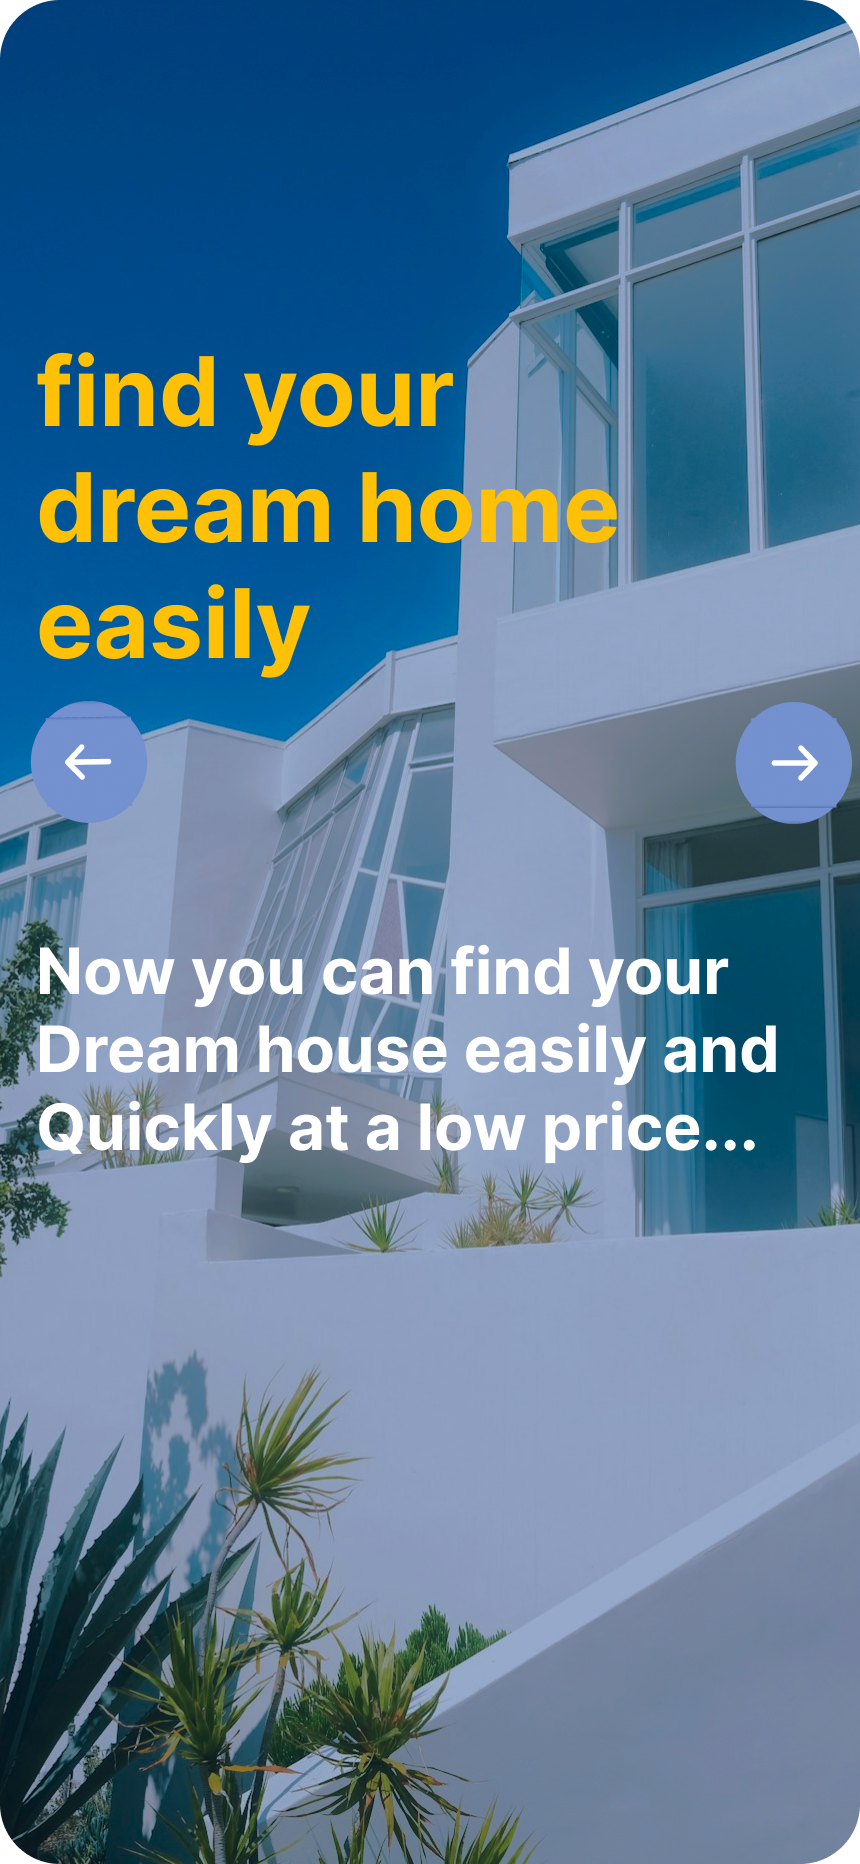 find your
dream home
easily
Now you can find your
Dream house easily and
Quickly at a low price...